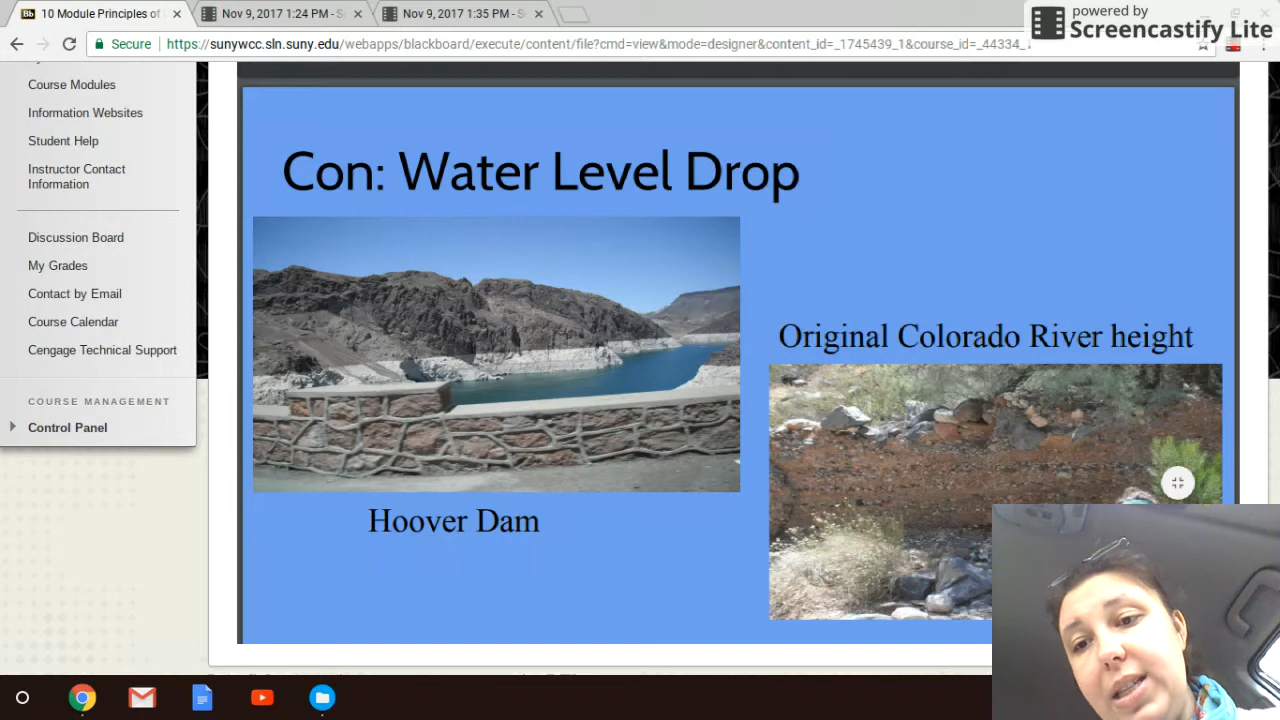 10 Module Principles of
Nov 9, 2017 1:24 PM - S
Nov 9, 2017 1:35 PM - S
powered by
Screencastify Lite
Secure
https://sunywcc.sln.suny.edu/webapps/blackboard/execute/content/file?cmd=view&mode=designer&content_id=_1745439_1&course_id=_44334_1
Course Modules
Information Websites
Student Help
Instructor Contact
Information
Discussion Board
My Grades
Contact by Email
Course Calendar
Cengage Technical Support
COURSE MANAGEMENT
Control Panel
Con: Water Level Drop
Original Colorado River height
Hoover Dam